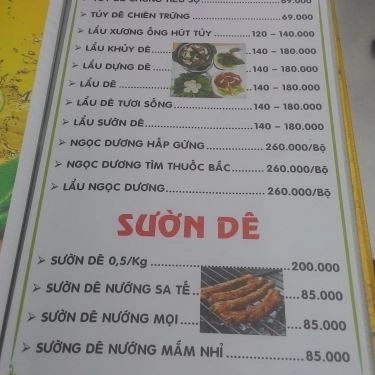 ➢ TỦY DÊ CHIÊN TRỨNG 69.000
➢ LẨU XƯƠNG ỐNG HÚT TỦY 120 – 140.000
➢ LẨU KHỦY DÊ 140 – 180.000
➢ LẨU DỰNG DÊ 140 – 180.000
➢ LẨU DÊ 140 – 180.000
➢ LẨU DÊ TƯƠI SỐNG 140 – 180.000
➢ LẨU SƯỜN DÊ 140 – 180.000
➢ NGỌC DƯƠNG HẤP GỪNG 260.000/Bộ
➢ NGỌC DƯƠNG TÌM THUỐC BẮC 260.000/Bộ
➢ LẨU NGỌC DƯƠNG 260.000/Bộ
SƯỜN DÊ
➢ SƯỜN DÊ 0,5/Kg 200.000
➢ SƯỜN DÊ NƯỚNG SA TẾ 85.000
➢ SƯỜN DÊ NƯỚNG MỌI 85.000
➢ SƯỜNG DÊ NƯỚNG MẮM NHỈ 85.000